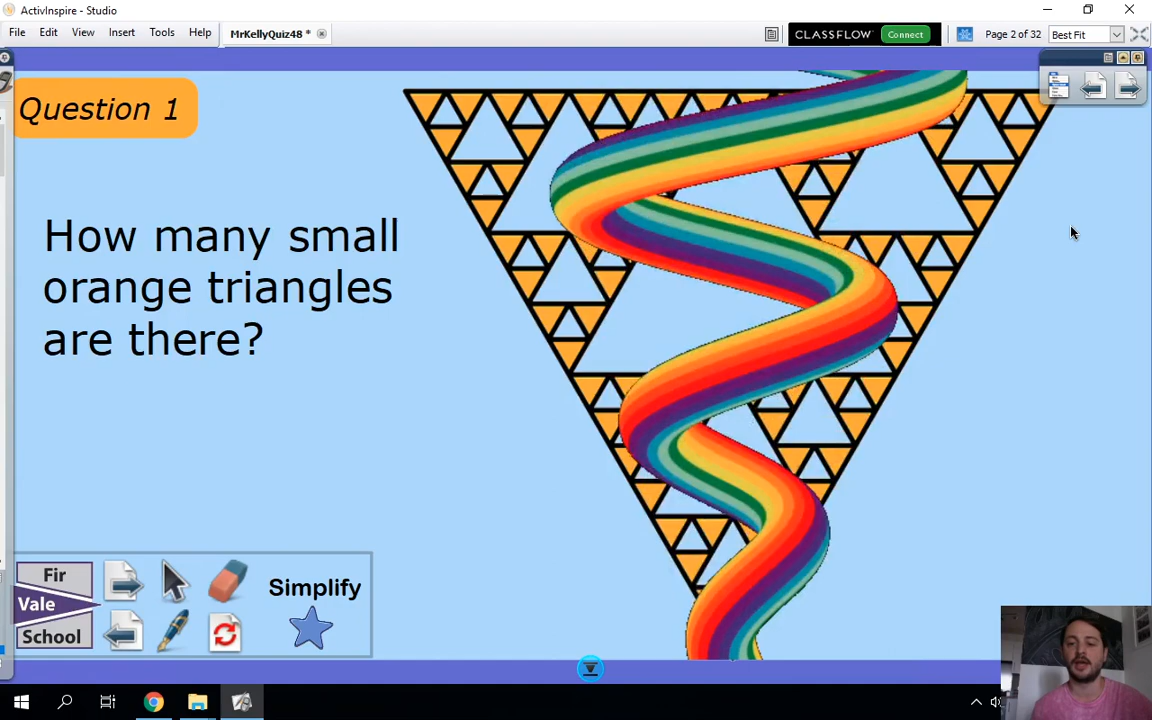 ActivInspire - Studio
File Edit View Insert Tools Help MrKellyQuiz48 * CLASSFLOW Connect Page 2 of 32 Best Fit
Question 1
How many small
orange triangles
are there?
Fir
Vale
School
Simplify